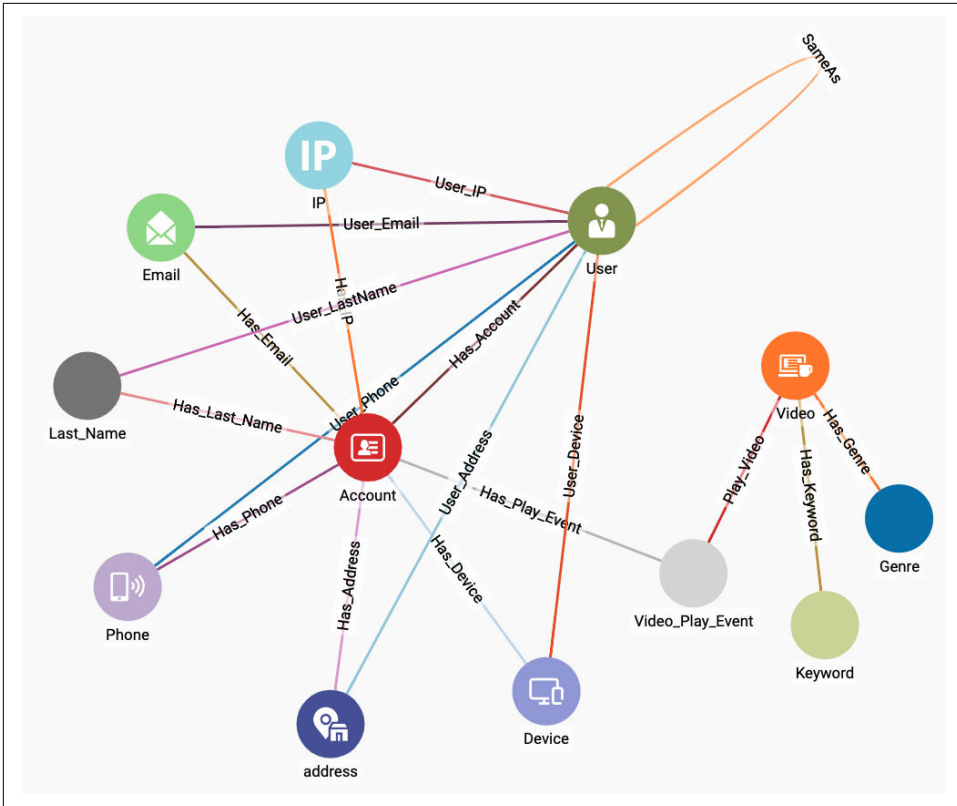 SameAs
IP
User_IP
IP
User_Email
User
Email
Has_IP
User_LastName
Has_Email
Has_Account
User_Phone
Last_Name
Has_Last_Name
Video
Has_Genre
Play_Video
Has_Keyword
User_Device
User_Address
Account
Has_Play_Event
Has_Phone
Has_Device
Has_Address
Genre
Phone
Video_Play_Event
Keyword
Device
address